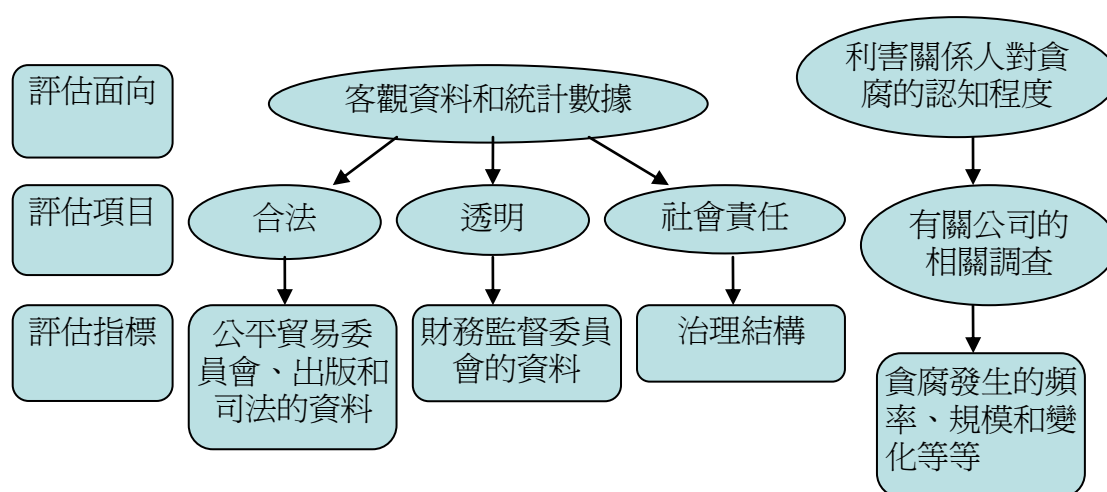 評估面向
客觀資料和統計數據
利害關係人對貪
腐的認知程度
評估項目
合法
透明
社會責任
有關公司的
相關調查
評估指標
公平貿易委
員會、出版和
司法的資料
財務監督委員
會的資料
治理結構
貪腐發生的頻
率、規模和變
化等等